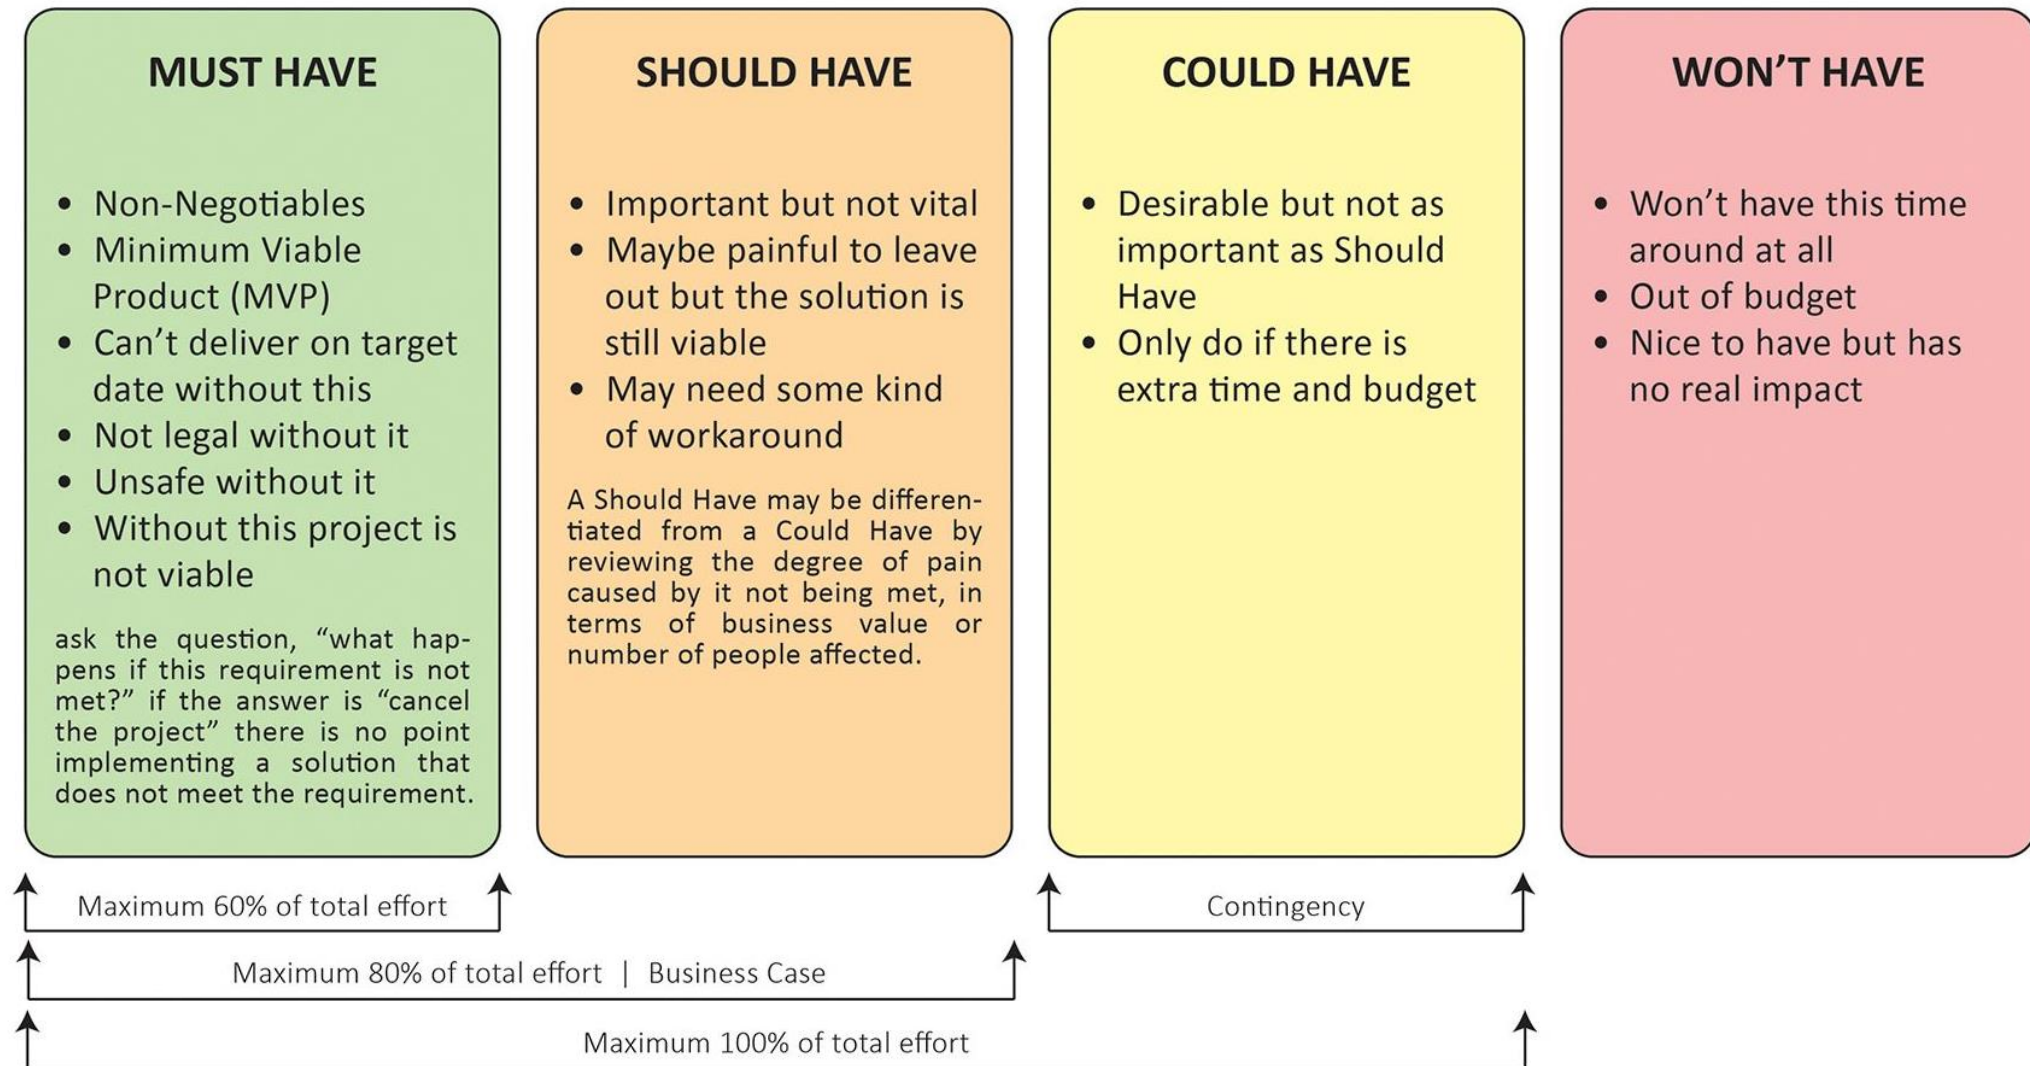 MUST HAVE
• Non-Negotiables
• Minimum Viable
Product (MVP)
• Can’t deliver on target
date without this
• Not legal without it
• Unsafe without it
• Without this project is
not viable
ask the question, “what hap-
pens if this requirement is not
met?” if the answer is “cancel
the project” there is no point
implementing a solution that
does not meet the requirement.
SHOULD HAVE
• Important but not vital
• Maybe painful to leave
out but the solution is
still viable
• May need some kind
of workaround
A Should Have may be differen-
tiated from a Could Have by
reviewing the degree of pain
caused by it not being met, in
terms of business value or
number of people affected.
COULD HAVE
• Desirable but not as
important as Should
Have
• Only do if there is
extra time and budget
WON’T HAVE
• Won’t have this time
around at all
• Out of budget
• Nice to have but has
no real impact
Maximum 60% of total effort
Contingency
Maximum 80% of total effort | Business Case
Maximum 100% of total effort